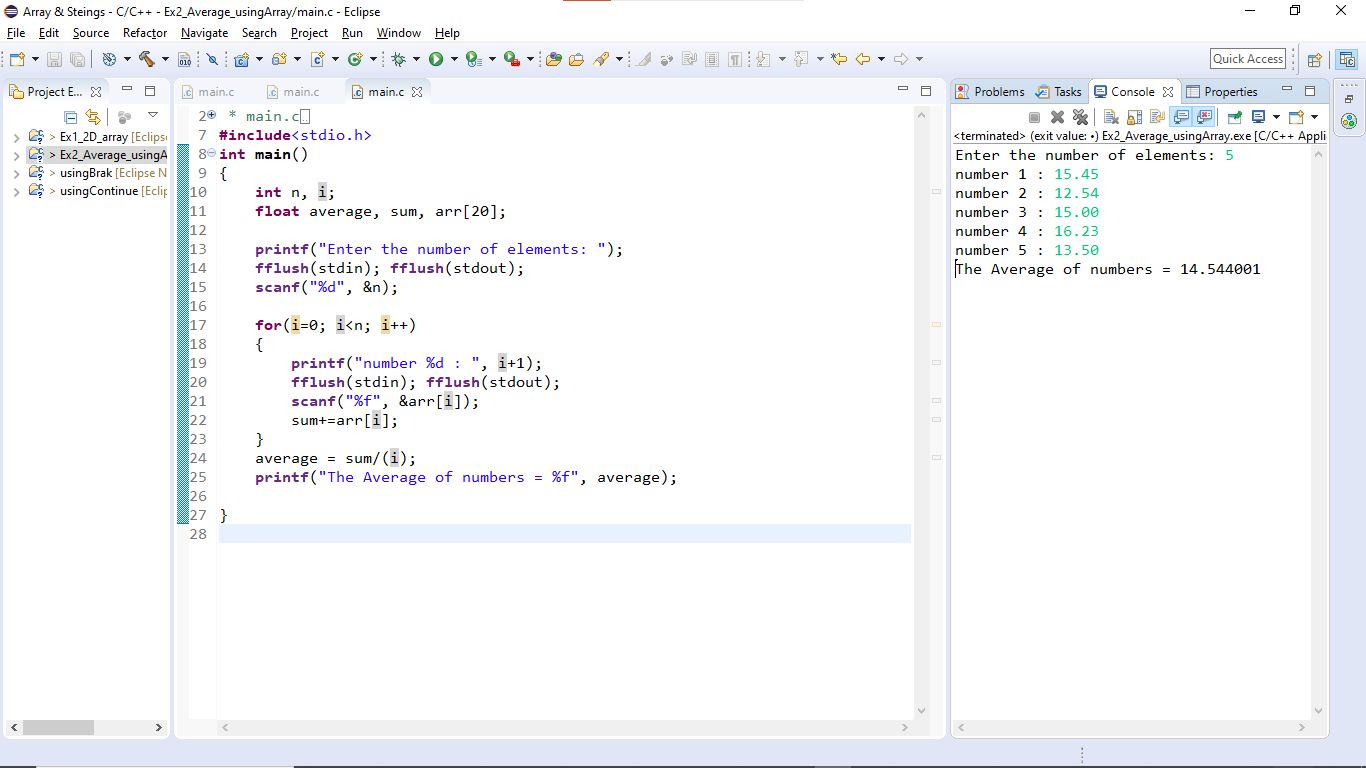 Array & Steings - C/C++ - Ex2_Average_usingArray/main.c - Eclipse
File Edit Source Refactor Navigate Search Project Run Window Help
Quick Access
Project E...
> Ex1_2D_array [Eclipse
> Ex2_Average_usingA
> usingBrak [Eclipse N
> usingContinue [Eclip
main.c main.c main.c
2 * main.c
7 #include<stdio.h>
8 int main()
9 {
10 int n, i;
11 float average, sum, arr[20];
12
13 printf("Enter the number of elements: ");
14 fflush(stdin); fflush(stdout);
15 scanf("%d", &n);
16
17 for(i=0; i<n; i++)
18 {
19 printf("number %d : ", i+1);
20 fflush(stdin); fflush(stdout);
21 scanf("%f", &arr[i]);
22 sum+=arr[i];
23 }
24 average = sum/(i);
25 printf("The Average of numbers = %f", average);
26
27 }
28
Problems Tasks Console Properties
<terminated> (exit value: •) Ex2_Average_usingArray.exe [C/C++ Appli
Enter the number of elements: 5
number 1 : 15.45
number 2 : 12.54
number 3 : 15.00
number 4 : 16.23
number 5 : 13.50
The Average of numbers = 14.544001